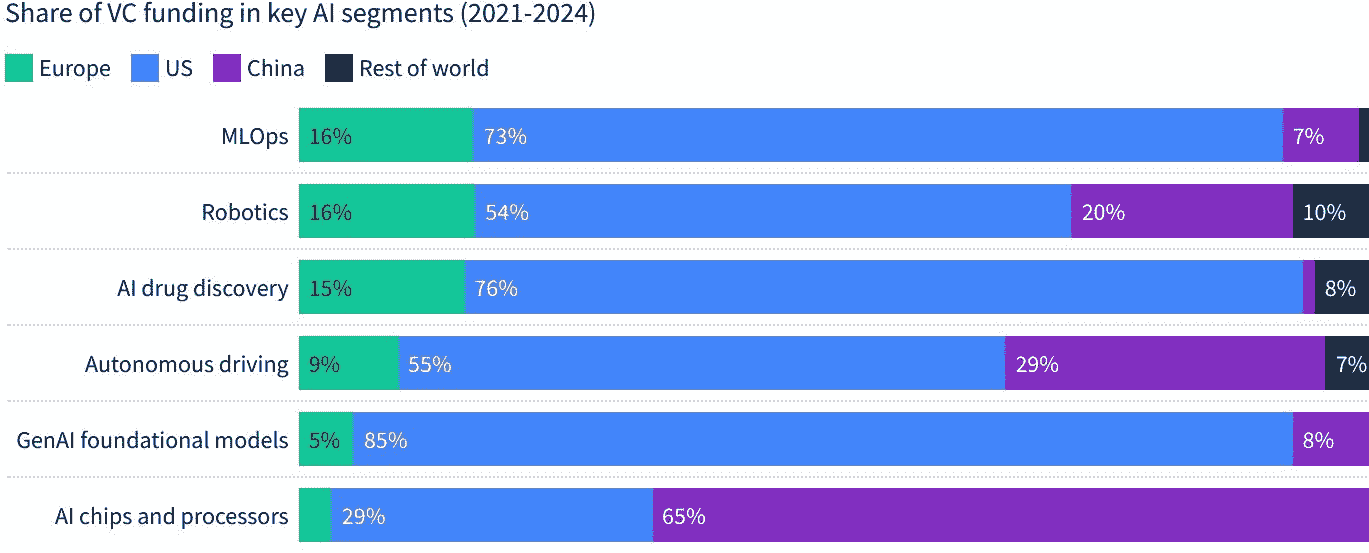 Share of VC funding in key AI segments (2021-2024)
Europe US China Rest of world
MLOps 16% 73% 7%
Robotics 16% 54% 20% 10%
AI drug discovery 15% 76% 8%
Autonomous driving 9% 55% 29% 7%
GenAI foundational models 5% 85% 8%
AI chips and processors 29% 65%